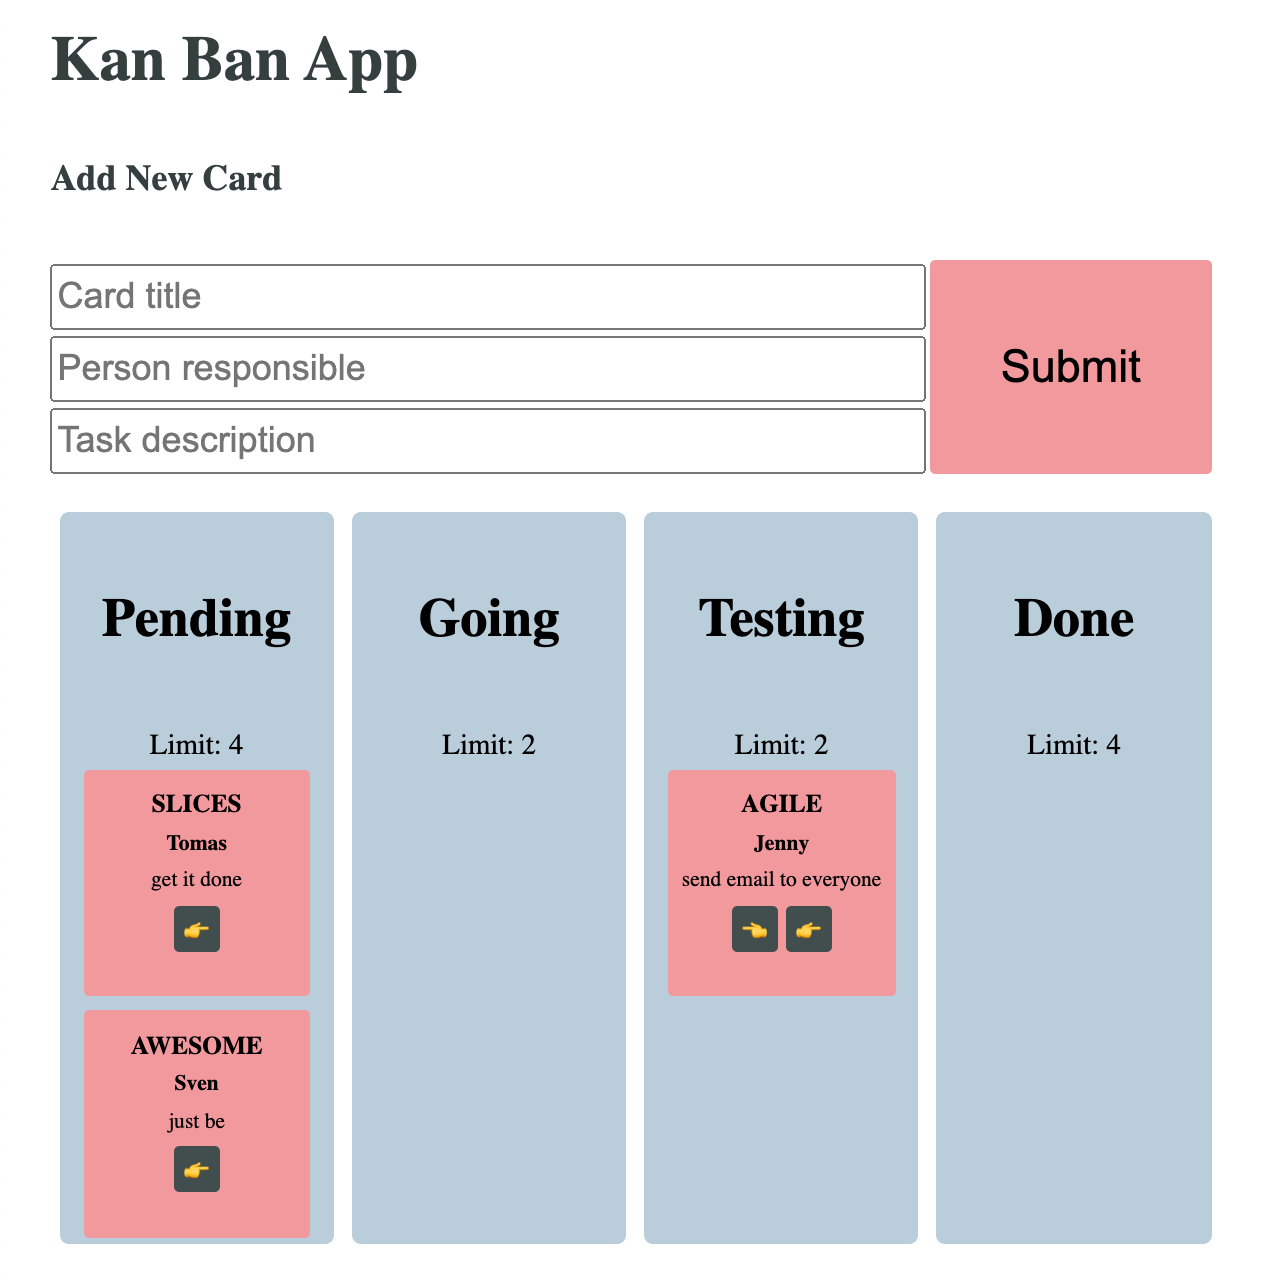 Kan Ban App
Add New Card
Card title
Person responsible
Task description
Submit
Pending
Limit: 4
SLICES
Tomas
get it done
AWESOME
Sven
just be
Going
Limit: 2
Testing
Limit: 2
AGILE
Jenny
send email to everyone
Done
Limit: 4